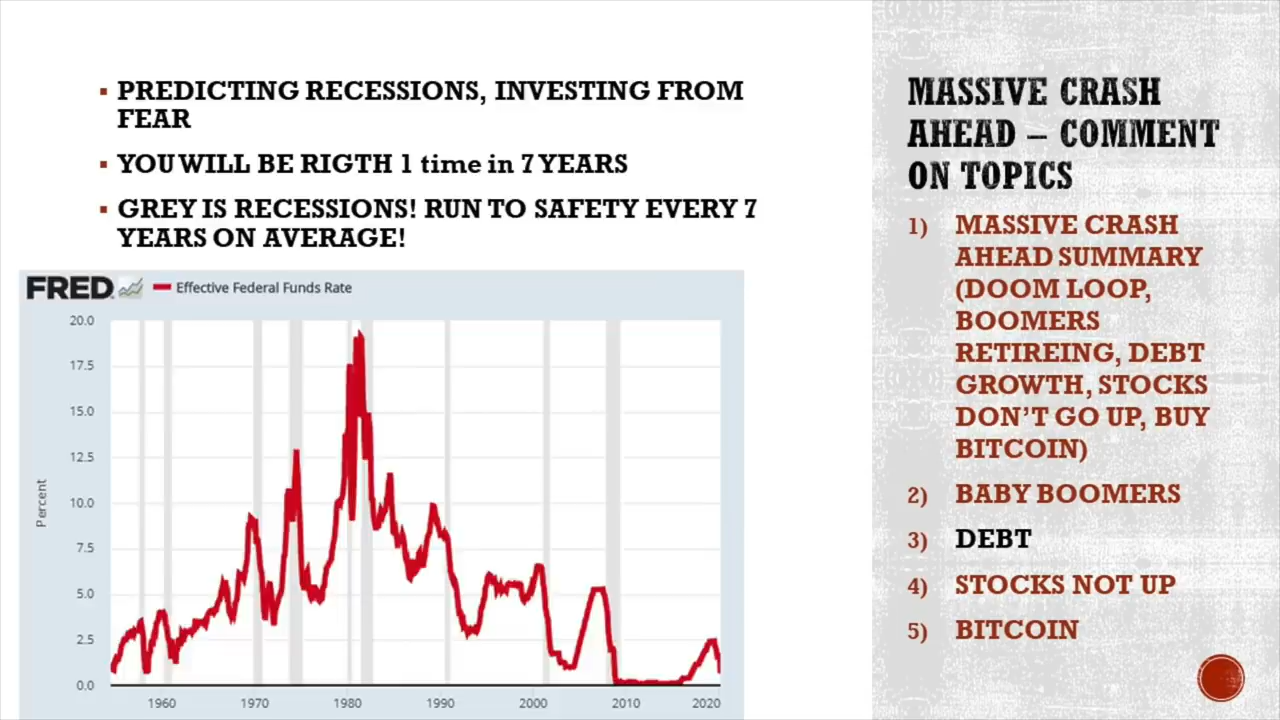 PREDICTING RECESSIONS, INVESTING FROM
FEAR
YOU WILL BE RIGTH 1 time in 7 YEARS
GREY IS RECESSIONS! RUN TO SAFETY EVERY 7
YEARS ON AVERAGE!
FRED
Effective Federal Funds Rate
20.0
17.5
15.0
12.5
10.0
7.5
5.0
2.5
0.0
Percent
1960 1970 1980 1990 2000 2010 2020
MASSIVE CRASH
AHEAD – COMMENT
ON TOPICS
1) MASSIVE CRASH
AHEAD SUMMARY
(DOOM LOOP,
BOOMERS
RETIREING, DEBT
GROWTH, STOCKS
DON'T GO UP, BUY
BITCOIN)
2) BABY BOOMERS
3) DEBT
4) STOCKS NOT UP
5) BITCOIN